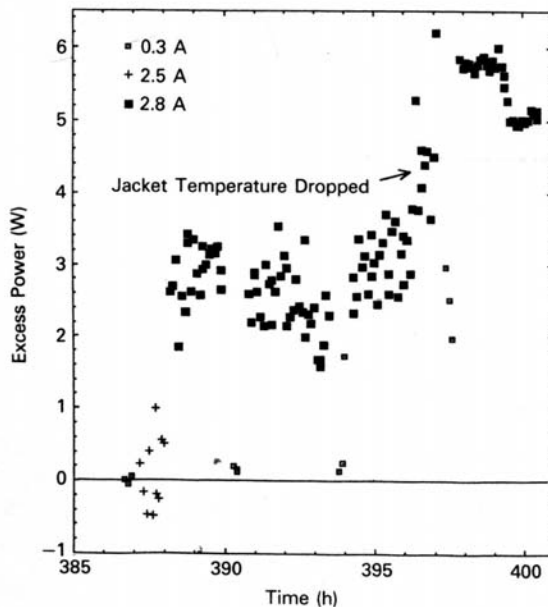 6
5
4
3
2
1
0
−1
Excess Power (W)
0.3 A
2.5 A
2.8 A
Jacket Temperature Dropped
385
390
395
400
Time (h)